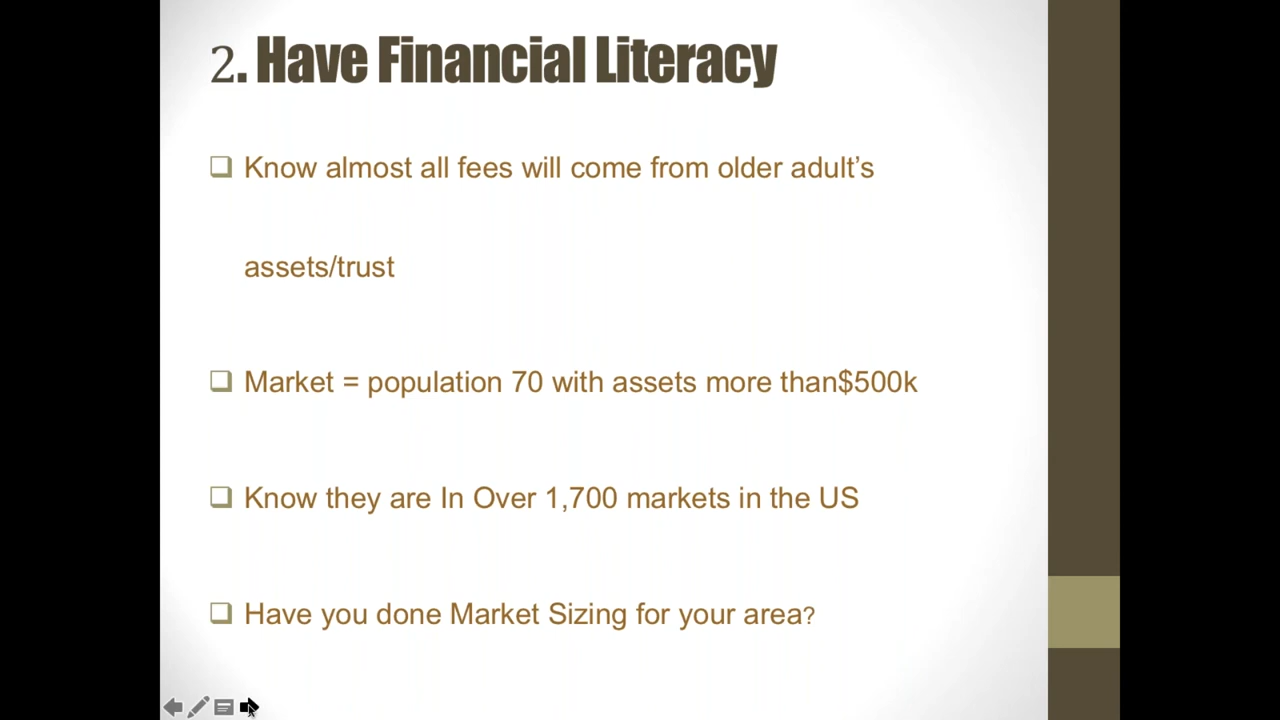 2. Have Financial Literacy
Know almost all fees will come from older adult’s
assets/trust
Market = population 70 with assets more than$500k
Know they are In Over 1,700 markets in the US
Have you done Market Sizing for your area?